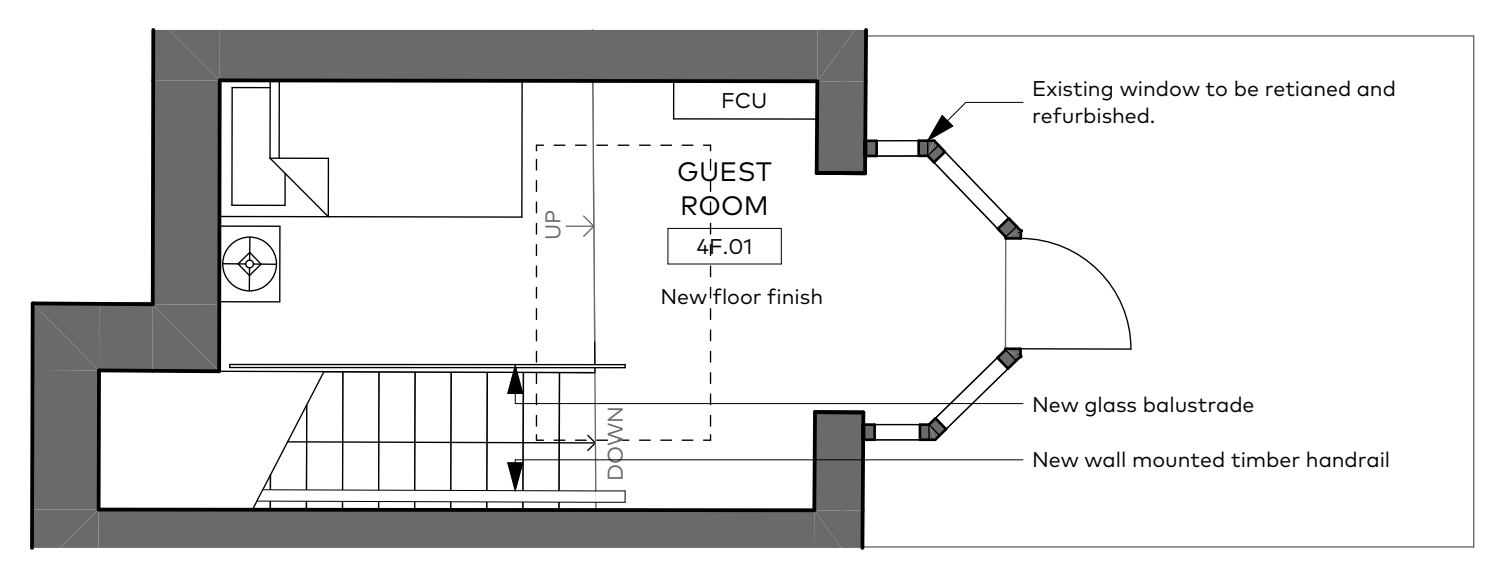 FCU
Existing window to be retianed and
refurbished.
GUEST
ROOM
UP
4F.01
New floor finish
New glass balustrade
DOWN
New wall mounted timber handrail